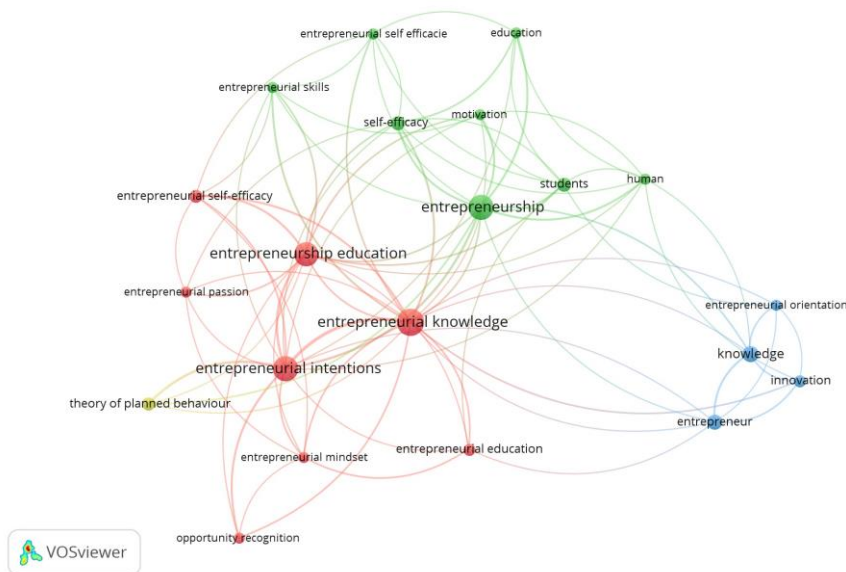 entrepreneurial self efficacie
education
entrepreneurial skills
motivation
self-efficacy
human
students
entrepreneurial self-efficacy
entrepreneurship
entrepreneurship education
entrepreneurial passion
entrepreneurial orientation
entrepreneurial knowledge
knowledge
entrepreneurial intentions
innovation
theory of planned behaviour
entrepreneur
entrepreneurial education
entrepreneurial mindset
opportunity recognition
VOSviewer